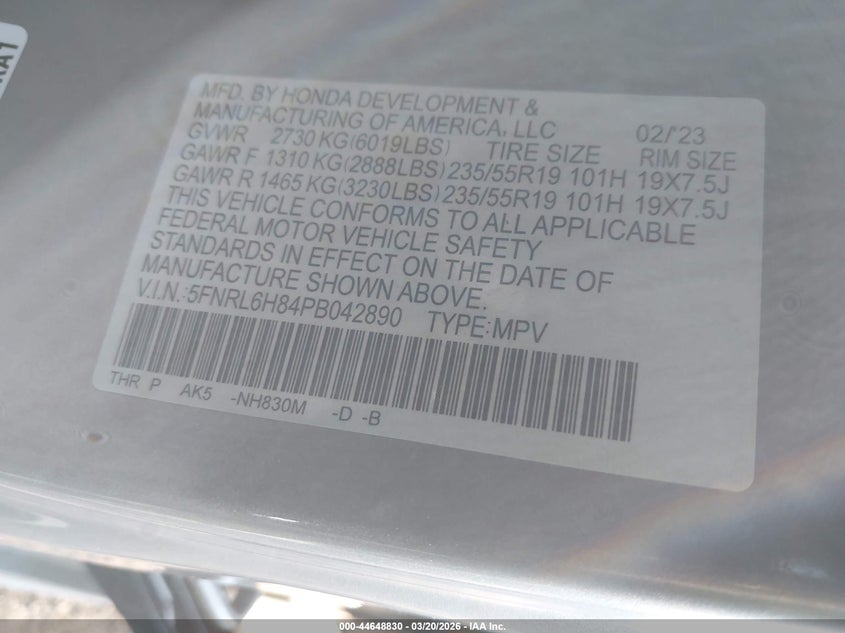 RA1
MFD. BY HONDA DEVELOPMENT &
MANUFACTURING OF AMERICA, LLC 02/'23
GVWR 2730 KG(6019LBS) TIRE SIZE RIM SIZE
GAWR F 1310 KG(2888LBS)235/55R19 101H 19X7.5J
GAWR R 1465 KG(3230LBS)235/55R19 101H 19X7.5J
THIS VEHICLE CONFORMS TO ALL APPLICABLE
FEDERAL MOTOR VEHICLE SAFETY
STANDARDS IN EFFECT ON THE DATE OF
MANUFACTURE SHOWN ABOVE.
V.I.N.:5FNRL6H84PB042890 TYPE:MPV
THR P AK5 -NH830M -D -B
000-44648830 - 03/20/2026 - IAA Inc.